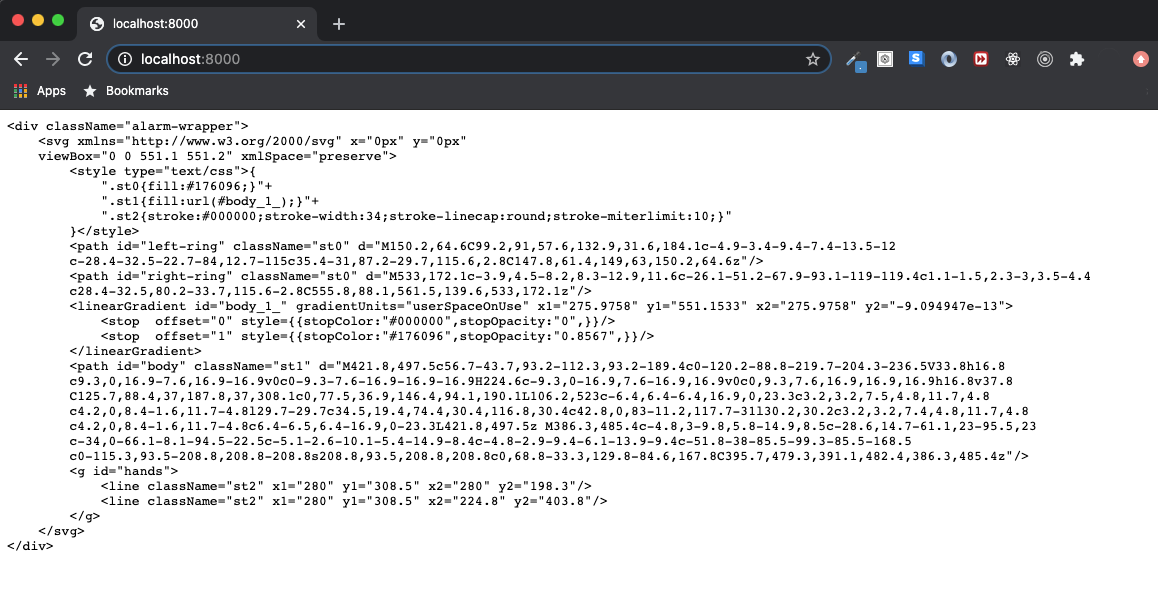 localhost:8000
localhost:8000
Apps Bookmarks
<div className="alarm-wrapper">
    <svg xmlns="http://www.w3.org/2000/svg" x="0px" y="0px"
    viewBox="0 0 551.1 551.2" xmlSpace="preserve">
        <style type="text/css">{
            ".st0{fill:#176096;}"+
            ".st1{fill:url(#body_1_);}"+
            ".st2{stroke:#000000;stroke-width:34;stroke-linecap:round;stroke-miterlimit:10;}"
        }</style>
        <path id="left-ring" className="st0" d="M150.2,64.6C99.2,91,57.6,132.9,31.6,184.1c-4.9-3.4-9.4-7.4-13.5-12
        c-28.4-32.5-22.7-84,12.7-115c35.4-31,87.2-29.7,115.6,2.8C147.8,61.4,149,63,150.2,64.6z"/>
        <path id="right-ring" className="st0" d="M533,172.1c-3.9,4.5-8.2,8.3-12.9,11.6c-26.1-51.2-67.9-93.1-119-119.4c1.1-1.5,2.3-3,3.5-4.4
        c28.4-32.5,80.2-33.7,115.6-2.8C555.8,88.1,561.5,139.6,533,172.1z"/>
        <linearGradient id="body_1_" gradientUnits="userSpaceOnUse" x1="275.9758" y1="551.1533" x2="275.9758" y2="-9.094947e-13">
            <stop  offset="0" style={{stopColor:"#000000",stopOpacity:"0",}}/>
            <stop  offset="1" style={{stopColor:"#176096",stopOpacity:"0.8567",}}/>
        </linearGradient>
        <path id="body" className="st1" d="M421.8,497.5c56.7-43.7,93.2-112.3,93.2-189.4c0-120.2-88.8-219.7-204.3-236.5V33.8h16.8
        c9.3,0,16.9-7.6,16.9-16.9v0c0-9.3-7.6-16.9-16.9-16.9H224.6c-9.3,0-16.9,7.6-16.9,16.9v0c0,9.3,7.6,16.9,16.9,16.9h16.8v37.8
        C125.7,88.4,37,187.8,37,308.1c0,77.5,36.9,146.4,94.1,190.1L106.2,523c-6.4,6.4-6.4,16.9,0,23.3c3.2,3.2,7.5,4.8,11.7,4.8
        c4.2,0,8.4-1.6,11.7-4.8l29.7-29.7c34.5,19.4,74.4,30.4,116.8,30.4c42.8,0,83-11.2,117.7-31l30.2,30.2c3.2,3.2,7.4,4.8,11.7,4.8
        c4.2,0,8.4-1.6,11.7-4.8c6.4-6.5,6.4-16.9,0-23.3L421.8,497.5z M386.3,485.4c-4.8,3-9.8,5.8-14.9,8.5c-28.6,14.7-61.1,23-95.5,23
        c-34,0-66.1-8.1-94.5-22.5c-5.1-2.6-10.1-5.4-14.9-8.4c-4.8-2.9-9.4-6.1-13.9-9.4c-51.8-38-85.5-99.3-85.5-168.5
        c0-115.3,93.5-208.8,208.8-208.8s208.8,93.5,208.8,208.8c0,68.8-33.3,129.8-84.6,167.8C395.7,479.3,391.1,482.4,386.3,485.4z"/>
        <g id="hands">
            <line className="st2" x1="280" y1="308.5" x2="280" y2="198.3"/>
            <line className="st2" x1="280" y1="308.5" x2="224.8" y2="403.8"/>
        </g>
    </svg>
</div>